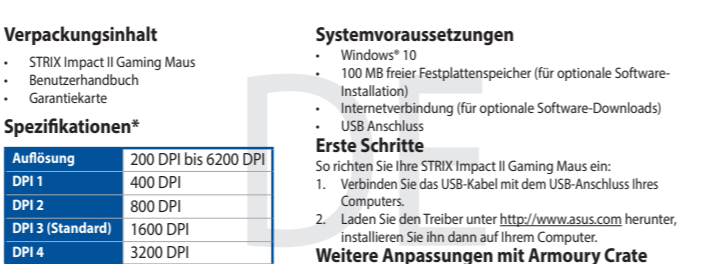 Verpackungsinhalt
• STRIX Impact II Gaming Maus
• Benutzerhandbuch
• Garantiekarte
Spezifikationen*
Auflösung 200 DPI bis 6200 DPI
DPI 1 400 DPI
DPI 2 800 DPI
DPI 3 (Standard) 1600 DPI
DPI 4 3200 DPI
Systemvoraussetzungen
• Windows® 10
• 100 MB freier Festplattenspeicher (für optionale Software-
Installation)
• Internetverbindung (für optionale Software-Downloads)
• USB Anschluss
Erste Schritte
So richten Sie Ihre STRIX Impact II Gaming Maus ein:
1. Verbinden Sie das USB-Kabel mit dem USB-Anschluss Ihres
Computers.
2. Laden Sie den Treiber unter http://www.asus.com herunter,
installieren Sie ihn dann auf Ihrem Computer.
Weitere Anpassungen mit Armoury Crate
DE